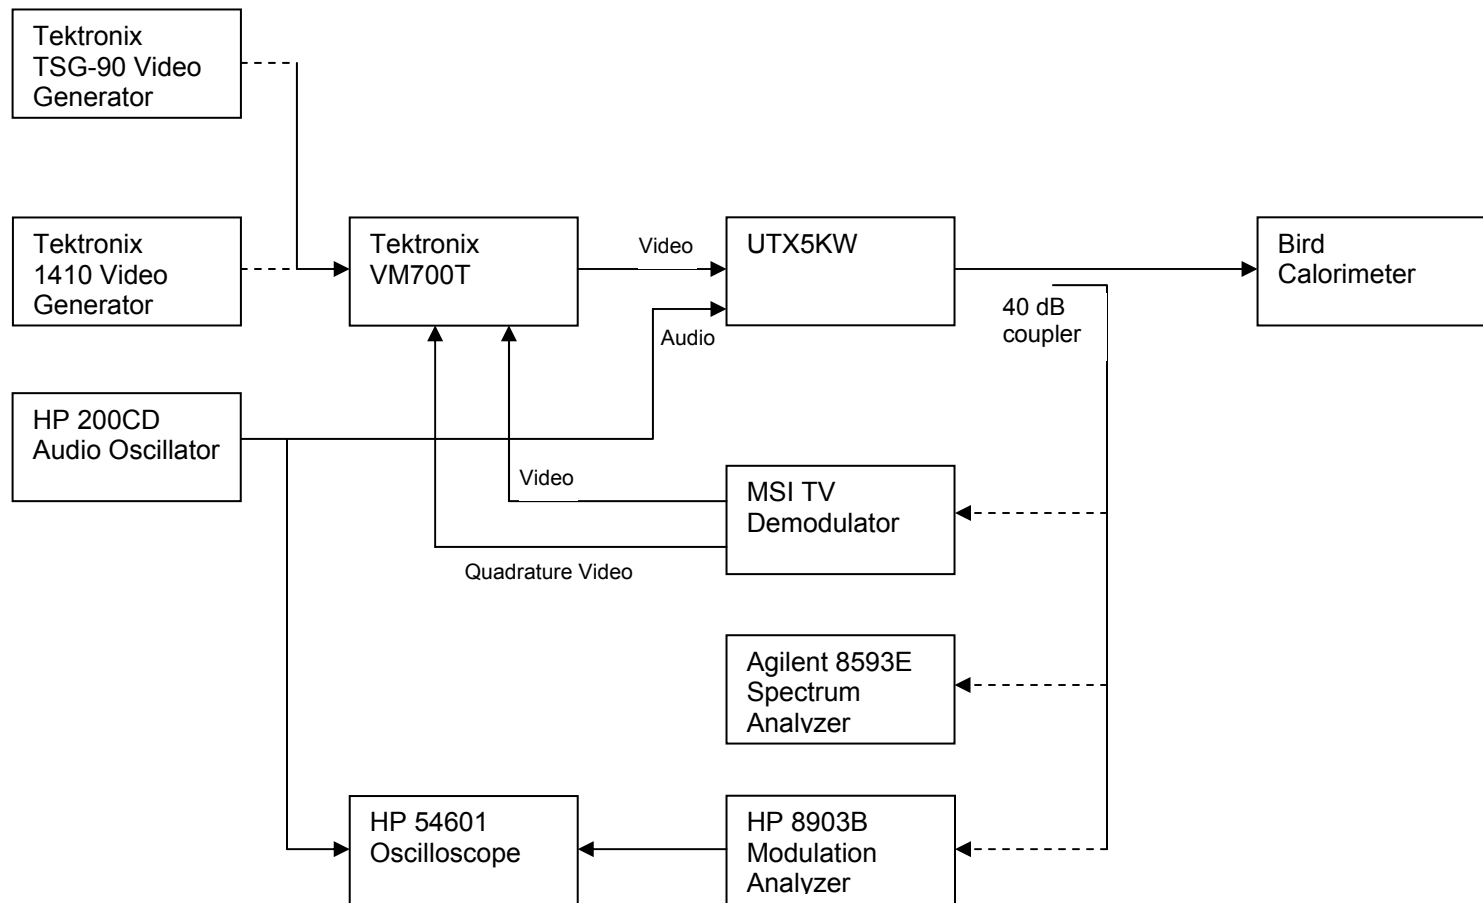 Tektronix
TSG-90 Video
Generator
Tektronix
1410 Video
Generator
Tektronix
VM700T
Video
UTX5KW
Bird
Calorimeter
40 dB
coupler
Audio
HP 200CD
Audio Oscillator
Video
MSI TV
Demodulator
Quadrature Video
Agilent 8593E
Spectrum
Analyzer
HP 54601
Oscilloscope
HP 8903B
Modulation
Analyzer